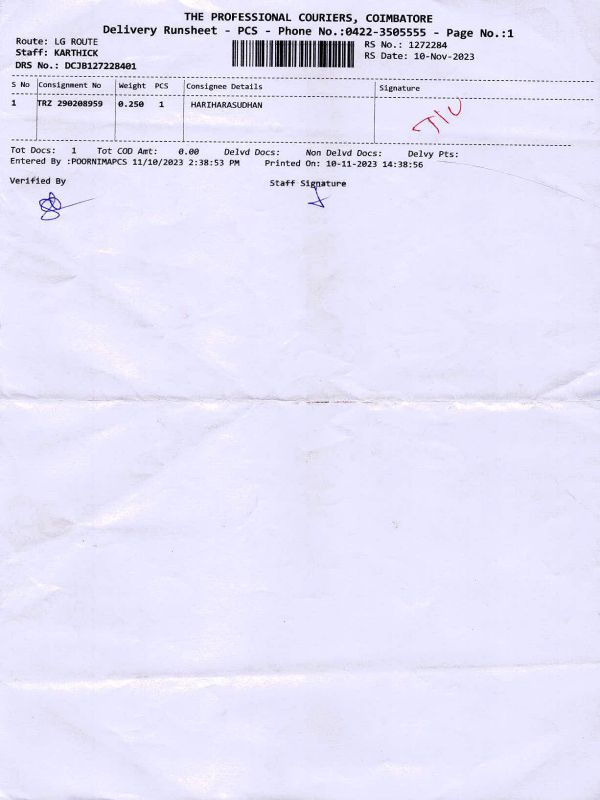 THE PROFESSIONAL COURIERS, COIMBATORE
Delivery Runsheet - PCS - Phone No.:0422-3505555 - Page No.:1
Route: LG ROUTE
Staff: KARTHICK
DRS No.: DCJB127228401
RS No.: 1272284
RS Date: 10-Nov-2023
S No Consignment No Weight PCS Consignee Details Signature
1 TRZ 290208959 0.250 1 HARIHARASUDHAN
Tot Docs: 1 Tot COD Amt: 0.00 Delvd Docs: Non Delvd Docs: Delvy Pts:
Entered By :POORNIMAPCS 11/10/2023 2:38:53 PM Printed On: 10-11-2023 14:38:56
Verified By Staff Signature